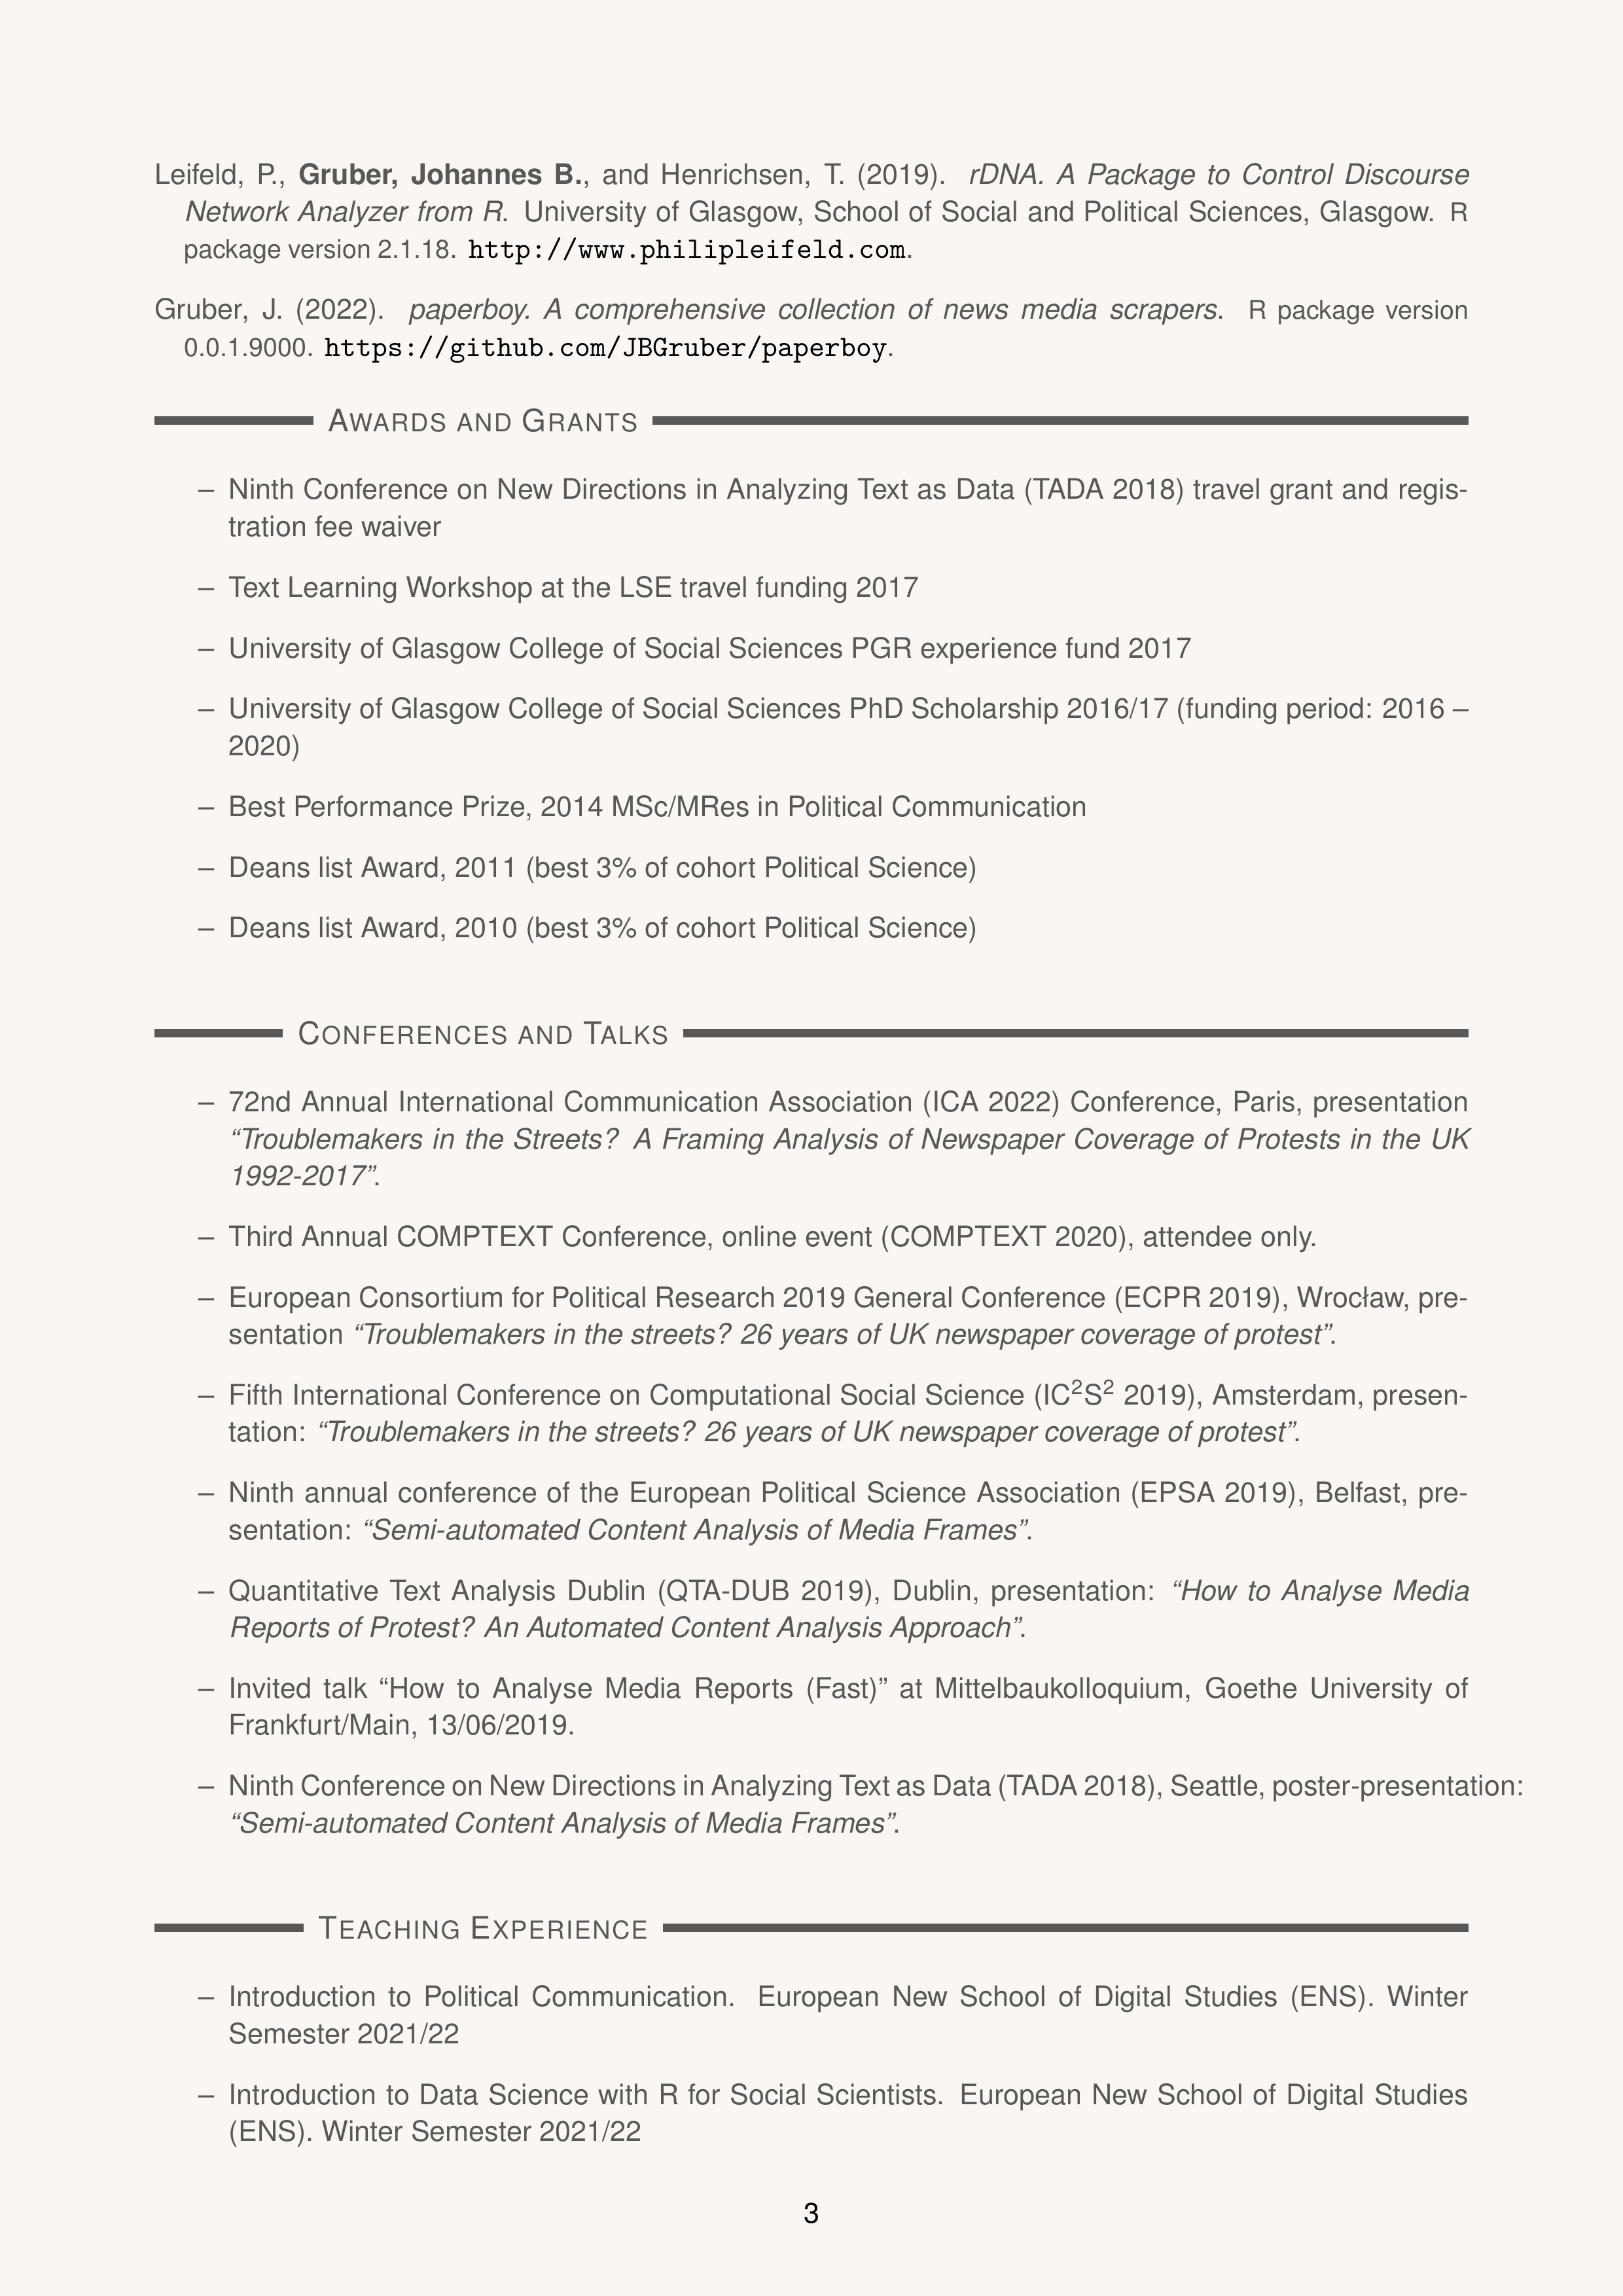 Leifeld, P., Gruber, Johannes B., and Henrichsen, T. (2019). rDNA. A Package to Control Discourse
Network Analyzer from R. University of Glasgow, School of Social and Political Sciences, Glasgow. R
package version 2.1.18. http://www.philipleifeld.com.
Gruber, J. (2022). paperboy. A comprehensive collection of news media scrapers. R package version
0.0.1.9000. https://github.com/JBGruber/paperboy.
AWARDS AND GRANTS
– Ninth Conference on New Directions in Analyzing Text as Data (TADA 2018) travel grant and regis-
tration fee waiver
– Text Learning Workshop at the LSE travel funding 2017
– University of Glasgow College of Social Sciences PGR experience fund 2017
– University of Glasgow College of Social Sciences PhD Scholarship 2016/17 (funding period: 2016 –
2020)
– Best Performance Prize, 2014 MSc/MRes in Political Communication
– Deans list Award, 2011 (best 3% of cohort Political Science)
– Deans list Award, 2010 (best 3% of cohort Political Science)
CONFERENCES AND TALKS
– 72nd Annual International Communication Association (ICA 2022) Conference, Paris, presentation
“Troublemakers in the Streets? A Framing Analysis of Newspaper Coverage of Protests in the UK
1992-2017”.
– Third Annual COMPTEXT Conference, online event (COMPTEXT 2020), attendee only.
– European Consortium for Political Research 2019 General Conference (ECPR 2019), Wrocław, pre-
sentation “Troublemakers in the streets? 26 years of UK newspaper coverage of protest”.
– Fifth International Conference on Computational Social Science (IC²S² 2019), Amsterdam, presen-
tation: “Troublemakers in the streets? 26 years of UK newspaper coverage of protest”.
– Ninth annual conference of the European Political Science Association (EPSA 2019), Belfast, pre-
sentation: “Semi-automated Content Analysis of Media Frames”.
– Quantitative Text Analysis Dublin (QTA-DUB 2019), Dublin, presentation: “How to Analyse Media
Reports of Protest? An Automated Content Analysis Approach”.
– Invited talk “How to Analyse Media Reports (Fast)” at Mittelbaukolloquium, Goethe University of
Frankfurt/Main, 13/06/2019.
– Ninth Conference on New Directions in Analyzing Text as Data (TADA 2018), Seattle, poster-presentation:
“Semi-automated Content Analysis of Media Frames”.
TEACHING EXPERIENCE
– Introduction to Political Communication. European New School of Digital Studies (ENS). Winter
Semester 2021/22
– Introduction to Data Science with R for Social Scientists. European New School of Digital Studies
(ENS). Winter Semester 2021/22
3